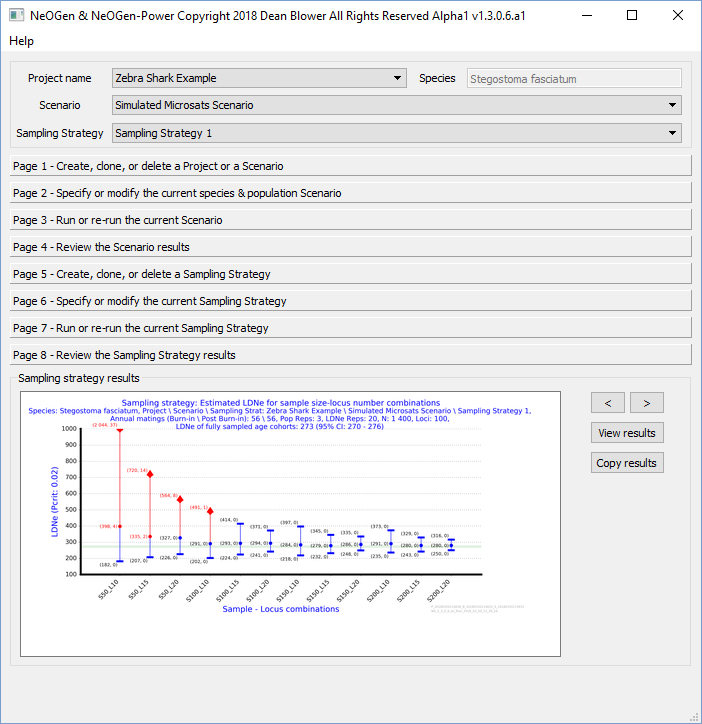 NeOGen & NeOGen-Power Copyright 2018 Dean Blower All Rights Reserved Alpha1 v1.3.0.6.a1
Help
Project name Zebra Shark Example Species Stegostoma fasciatum
Scenario Simulated Microsats Scenario
Sampling Strategy Sampling Strategy 1
Page 1 - Create, clone, or delete a Project or a Scenario
Page 2 - Specify or modify the current species & population Scenario
Page 3 - Run or re-run the current Scenario
Page 4 - Review the Scenario results
Page 5 - Create, clone, or delete a Sampling Strategy
Page 6 - Specify or modify the current Sampling Strategy
Page 7 - Run or re-run the current Sampling Strategy
Page 8 - Review the Sampling Strategy results
Sampling strategy results
< >
View results
Copy results
Sampling strategy: Estimated LDNe for sample size-locus number combinations
Species: Stegostoma fasciatum, Project \ Scenario \ Sampling Strat: Zebra Shark Example \ Simulated Microsats Scenario \ Sampling Strategy 1,
Annual matings (Burn-in \ Post Burn-in): 56 \ 56, Pop Reps: 3, LDNe Reps: 20, N: 1 400, Loci: 100,
LDNe of fully sampled age cohorts: 273 (95% CI: 270 - 276)
LDNe (Pcrit: 0.02)
1000
900
800
700
600
500
400
300
200
100
(2 044, 37)
(398, 4)
(182, 0)
(720, 14)
(335, 2)
(207, 0)
(564, 8)
(327, 0)
(226, 0)
(491, 1)
(291, 0)
(202, 0)
(414, 0)
(293, 0)
(224, 0)
(371, 0)
(294, 0)
(241, 0)
(397, 0)
(284, 0)
(218, 0)
(345, 0)
(279, 0)
(232, 0)
(335, 0)
(286, 0)
(248, 0)
(373, 0)
(291, 0)
(235, 0)
(329, 0)
(280, 0)
(243, 0)
(316, 0)
(280, 0)
(250, 0)
S50_L10
S50_L15
S50_L20
S100_L10
S100_L15
S100_L20
S150_L10
S150_L15
S150_L20
S200_L10
S200_L15
S200_L20
Sample - Locus combinations